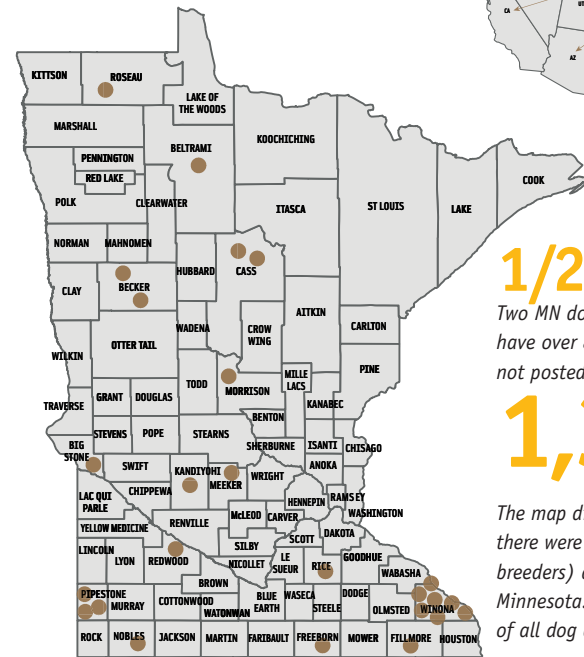 CA
UT
AZ
KITTSON
ROSEAU
LAKE OF
THE WOODS
MARSHALL
KOOCHICHING
BELTRAMI
PENNINGTON
RED LAKE
COOK
POLK
CLEARWATER
ITASCA
ST LOUIS
LAKE
NORMAN
MAHNOMEN
HUBBARD
CASS
CLAY
BECKER
AITKIN
WADENA
CROW
WING
CARLTON
OTTER TAIL
WILKIN
PINE
TODD
MILLE
LACS
MORRISON
KANABEC
GRANT
DOUGLAS
TRAVERSE
BENTON
STEVENS
POPE
STEARNS
BIG
STONE
SHERBURNE
ISANTI
CHISAGO
ANOKA
SWIFT
KANDIYOHI
MEEKER
WRIGHT
CHIPPEWA
HENNEPIN
RAMSEY
LAC QUI
PARLE
McLEOD
CARVER
WASHINGTON
RENVILLE
YELLOW MEDICINE
SCOTT
DAKOTA
SILBY
LINCOLN
LYON
REDWOOD
NICOLLET
LE
SUEUR
RICE
GOODHUE
WABASHA
BROWN
PIPESTONE
MURRAY
COTTONWOOD
WATONWAN
BLUE
EARTH
WASECA
STEELE
DODGE
OLMSTED
WINONA
ROCK
NOBLES
JACKSON
MARTIN
FARIBAULT
FREEBORN
MOWER
FILLMORE
HOUSTON
1/2
Two MN do
have over
not posted
1,
The map d
there were
breeders)
Minnesota.
of all dog